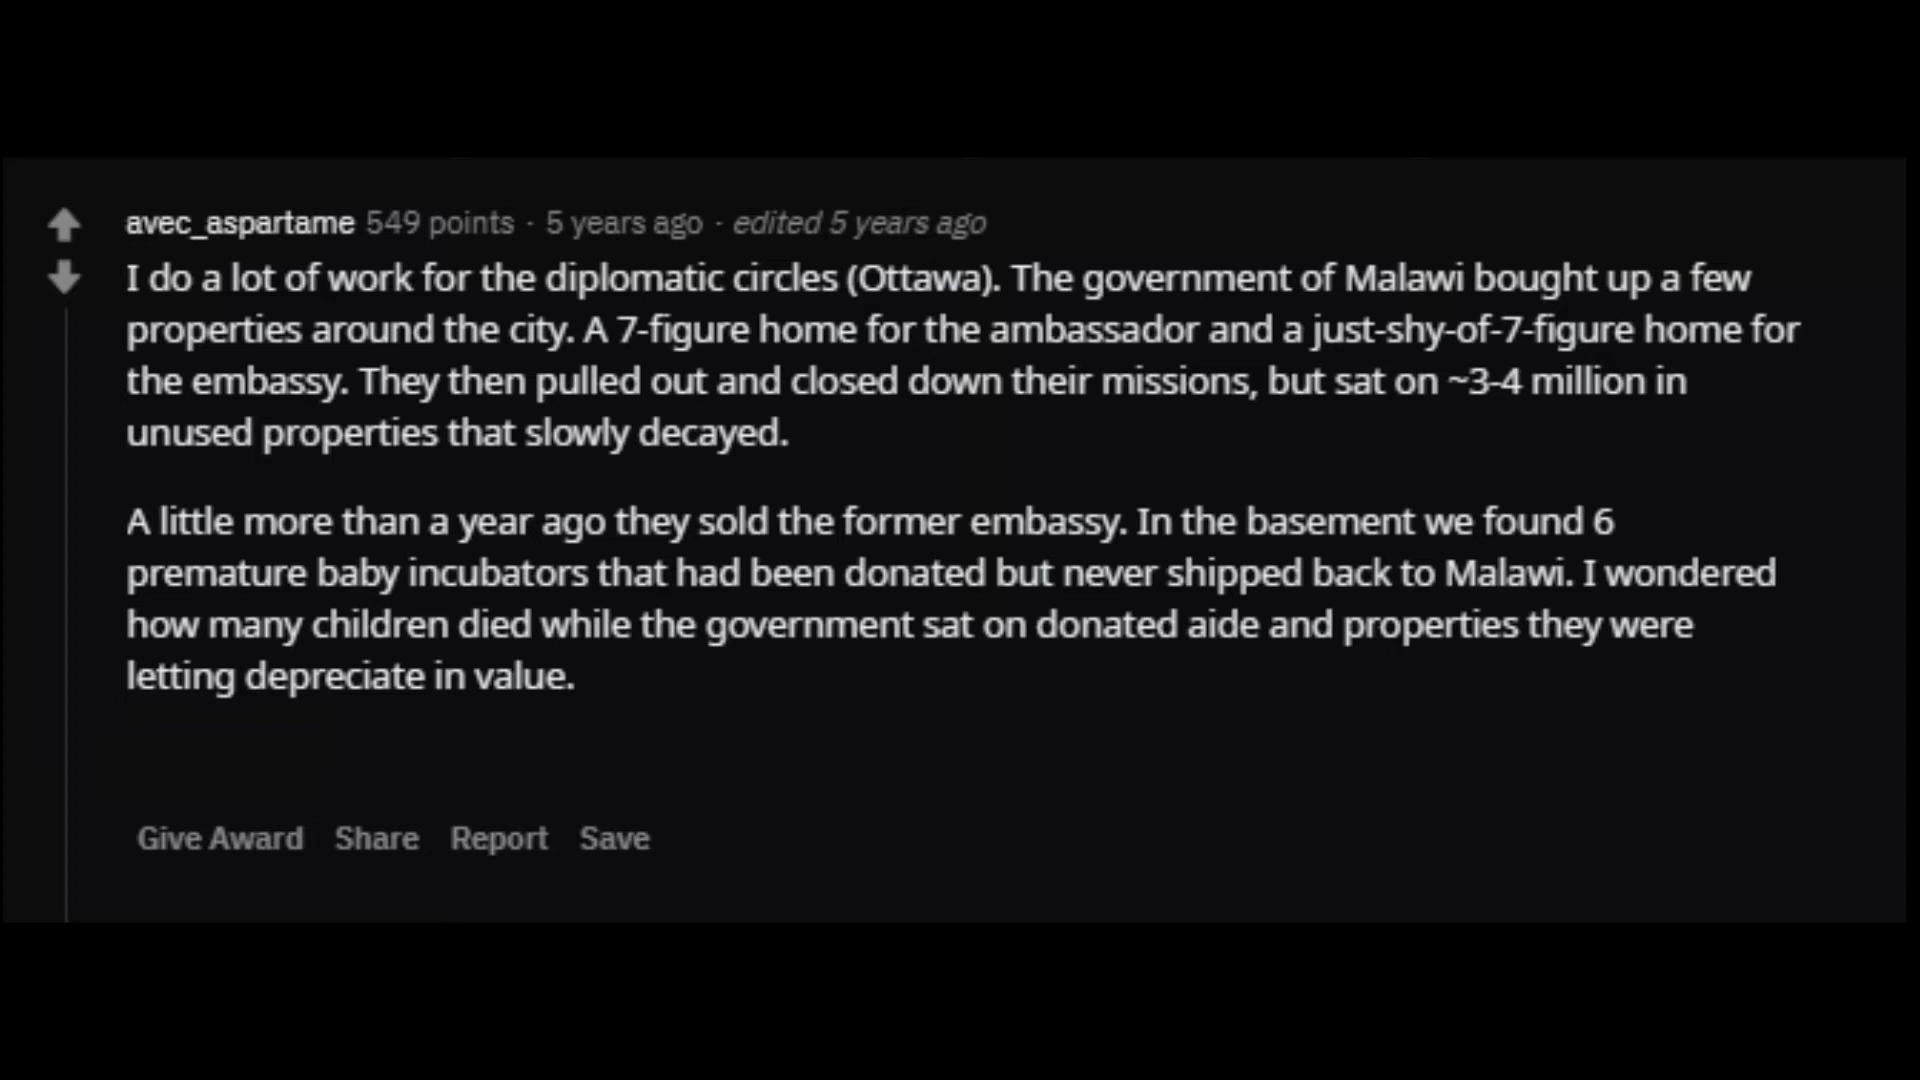 avec_aspartame 549 points · 5 years ago · edited 5 years ago
I do a lot of work for the diplomatic circles (Ottawa). The government of Malawi bought up a few
properties around the city. A 7-figure home for the ambassador and a just-shy-of-7-figure home for
the embassy. They then pulled out and closed down their missions, but sat on ~3-4 million in
unused properties that slowly decayed.
A little more than a year ago they sold the former embassy. In the basement we found 6
premature baby incubators that had been donated but never shipped back to Malawi. I wondered
how many children died while the government sat on donated aide and properties they were
letting depreciate in value.
Give Award Share Report Save